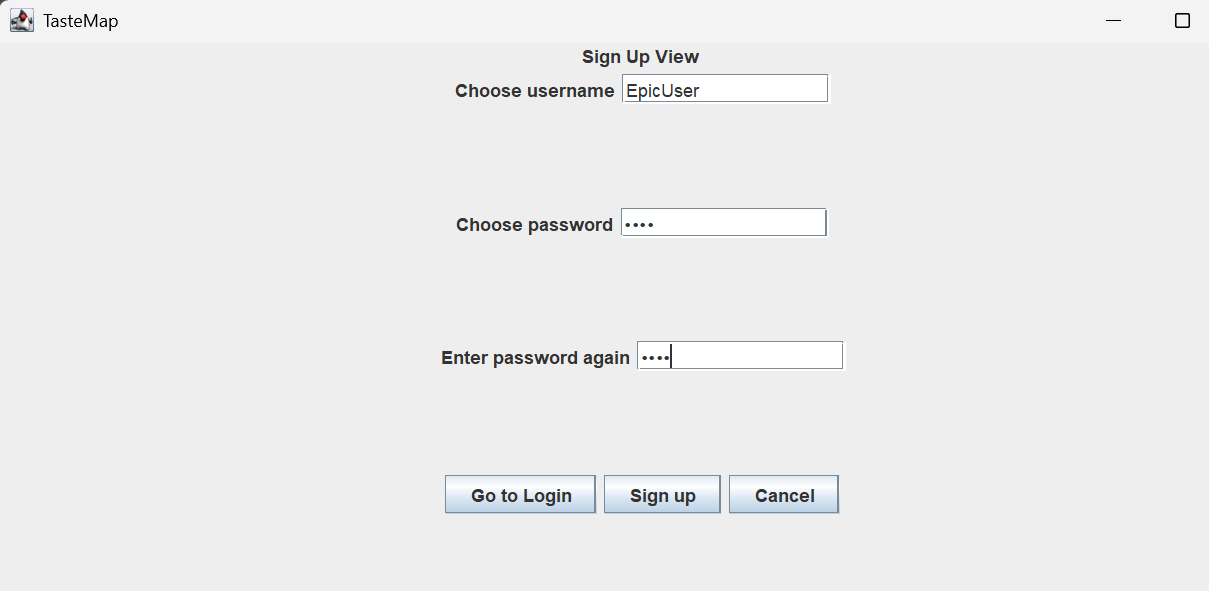 TasteMap
Sign Up View
Choose username EpicUser
Choose password ••••
Enter password again ••••
Go to Login Sign up Cancel